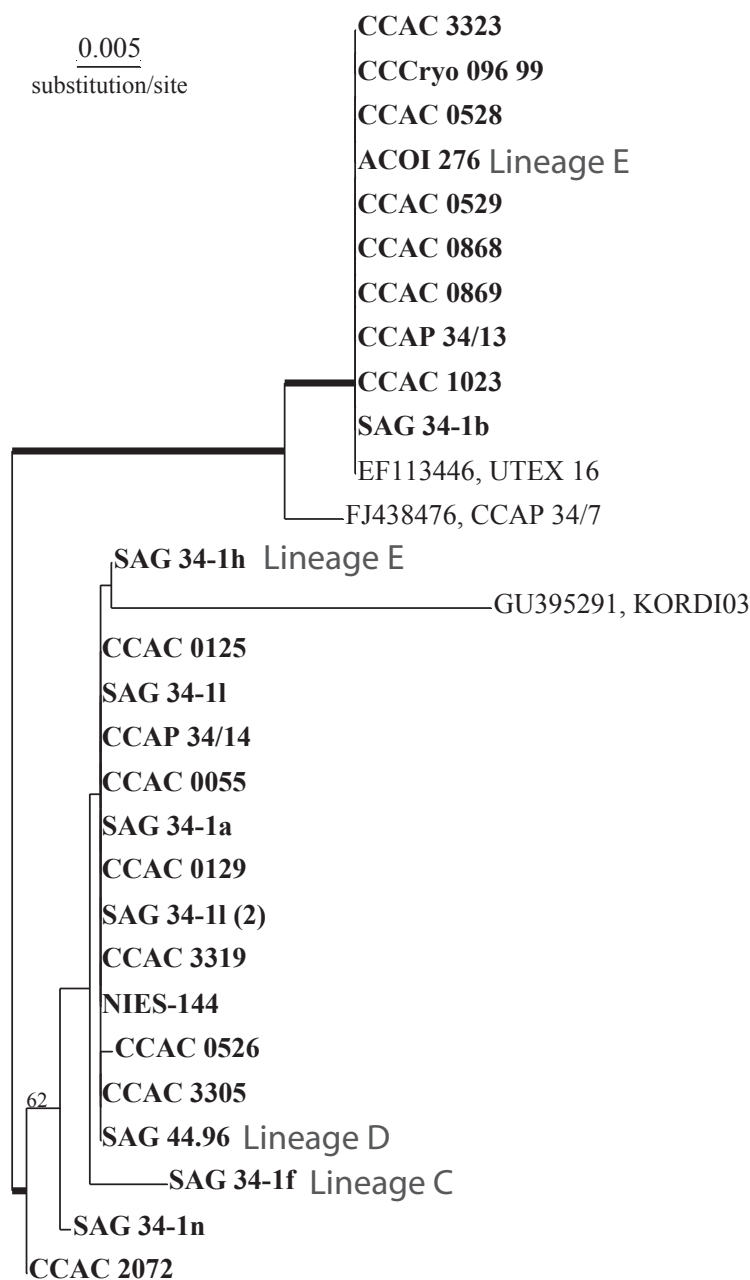 0.005
substitution/site
CCAC 3323
CCCryo 096 99
CCAC 0528
ACOI 276 Lineage E
CCAC 0529
CCAC 0868
CCAC 0869
CCAP 34/13
CCAC 1023
SAG 34-1b
EF113446, UTEX 16
FJ438476, CCAP 34/7
SAG 34-1h Lineage E
GU395291, KORDI03
CCAC 0125
SAG 34-1l
CCAP 34/14
CCAC 0055
SAG 34-1a
CCAC 0129
SAG 34-1l (2)
CCAC 3319
NIES-144
CCAC 0526
CCAC 3305
62
SAG 44.96 Lineage D
SAG 34-1f Lineage C
SAG 34-1n
CCAC 2072